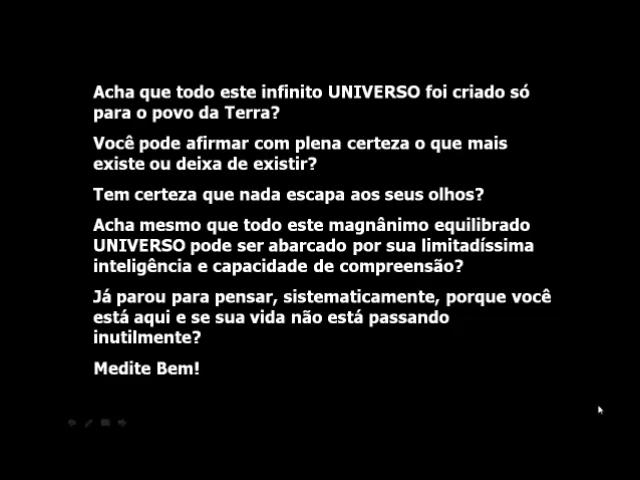 Acha que todo este infinito UNIVERSO foi criado só
para o povo da Terra?
Você pode afirmar com plena certeza o que mais
existe ou deixa de existir?
Tem certeza que nada escapa aos seus olhos?
Acha mesmo que todo este magnânimo equilibrado
UNIVERSO pode ser abarcado por sua limitadíssima
inteligência e capacidade de compreensão?
Já parou para pensar, sistematicamente, porque você
está aqui e se sua vida não está passando
inutilmente?
Medite Bem!